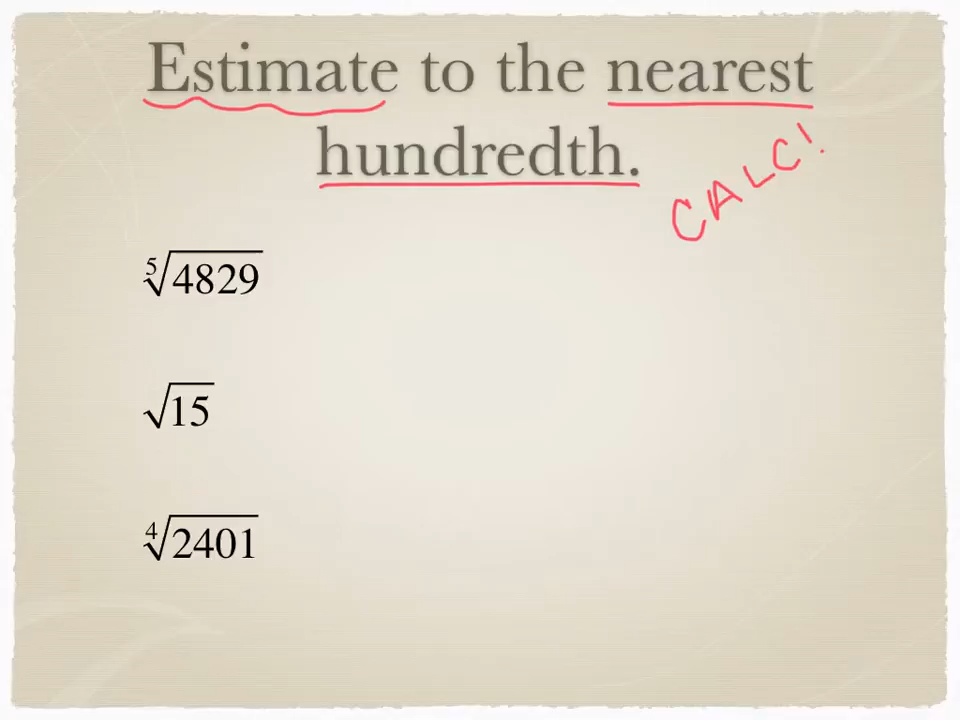 Estimate to the nearest
hundredth.
CALC!
⁵√4829
√15
⁴√2401